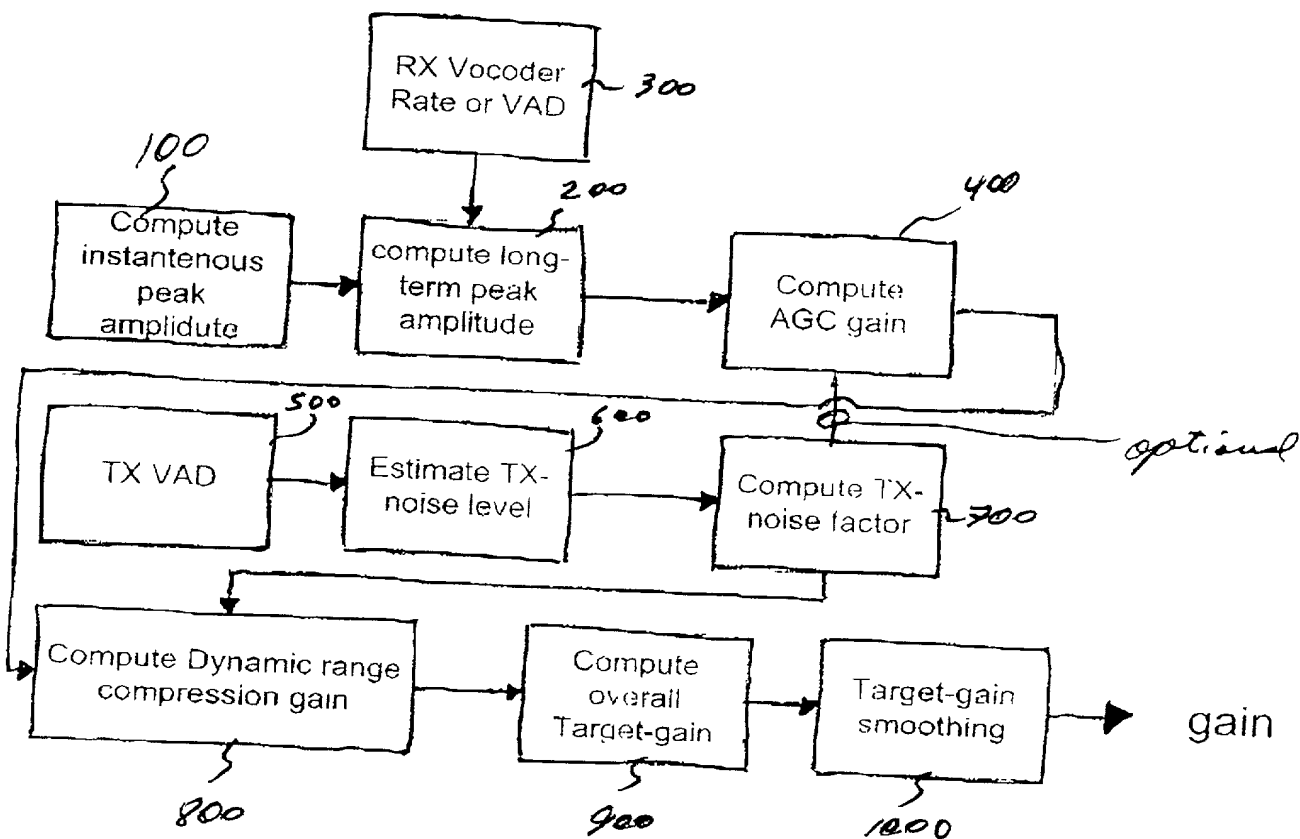 RX Vocoder
Rate or VAD
300
100
200
400
Compute
instantenous
peak
amplidute
compute long-
term peak
amplitude
Compute
AGC gain
500
600
optional
TX VAD
Estimate TX-
noise level
Compute TX-
noise factor
700
Compute Dynamic range
compression gain
Compute
overall
Target-gain
Target-gain
smoothing
gain
800
900
1000